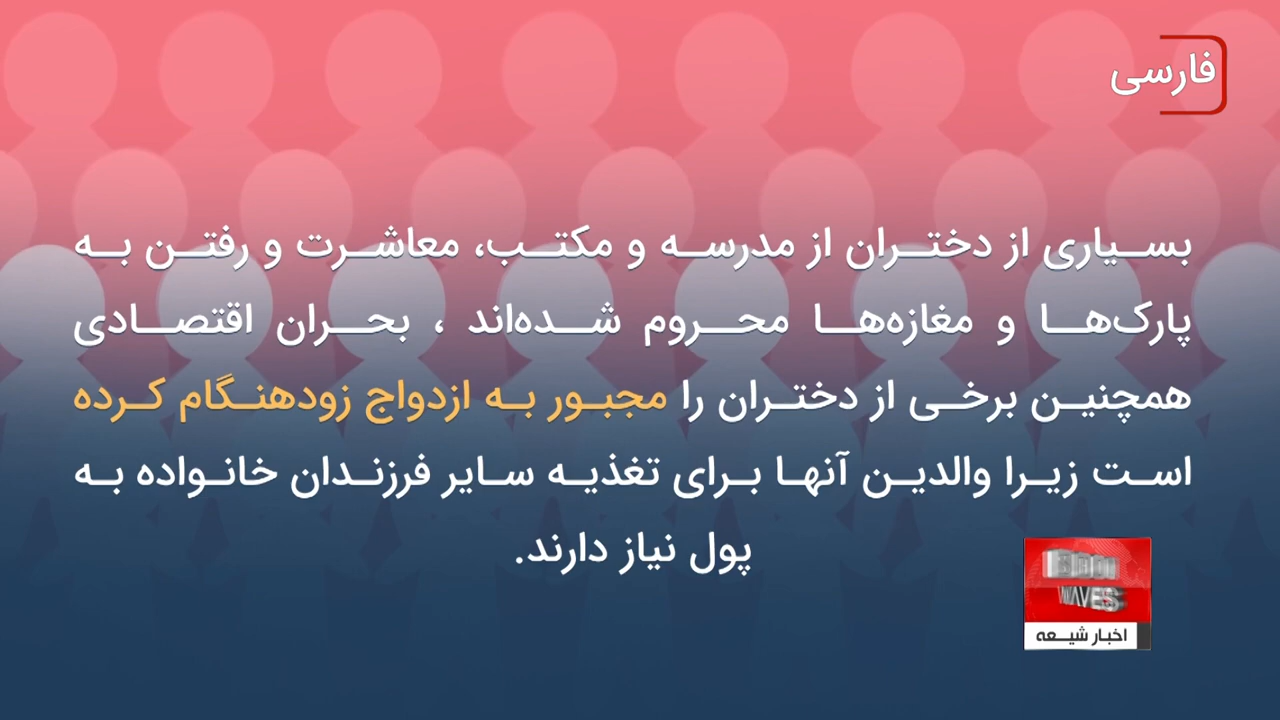 فارسی
بسیاری از دختران از مدرسه و مکتب، معاشرت و رفتن به
پارک‌ها و مغازه‌ها محروم شده‌اند ، بحران اقتصادی
همچنین برخی از دختران را مجبور به ازدواج زودهنگام کرده
است زیرا والدین آنها برای تغذیه سایر فرزندان خانواده به
پول نیاز دارند.
WAVES
اخبار شیعه